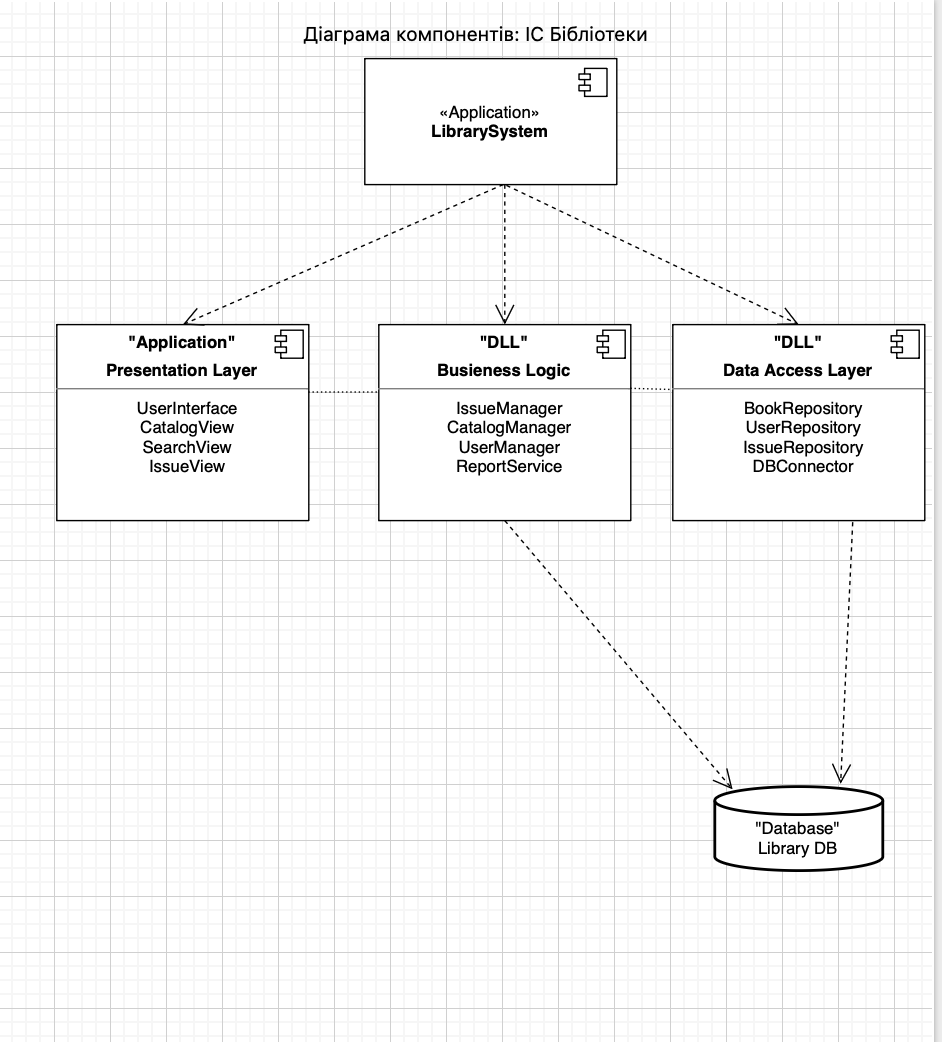 Діаграма компонентів: ІС Бібліотеки
«Application»
LibrarySystem
"Application"
Presentation Layer
UserInterface
CatalogView
SearchView
IssueView
"DLL"
Busieness Logic
IssueManager
CatalogManager
UserManager
ReportService
"DLL"
Data Access Layer
BookRepository
UserRepository
IssueRepository
DBConnector
"Database"
Library DB